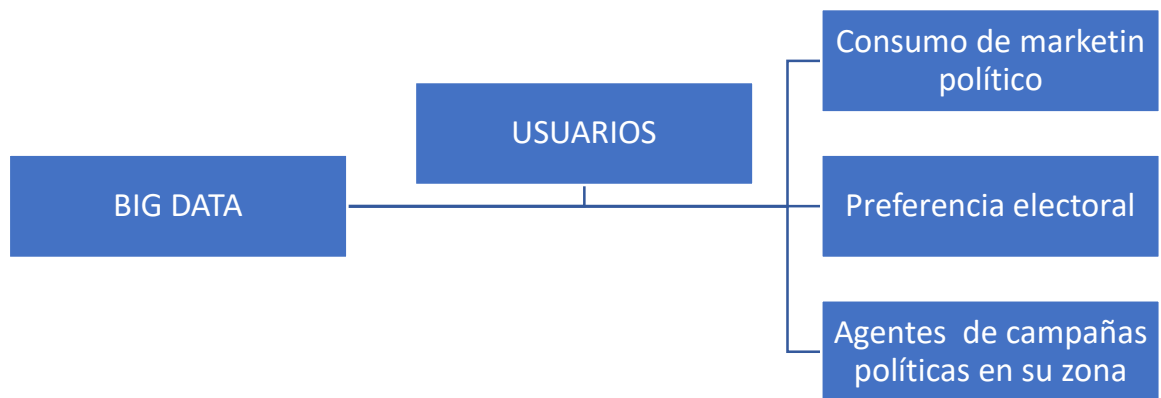 BIG DATA
USUARIOS
Consumo de marketin
político
Preferencia electoral
Agentes  de campañas
políticas en su zona